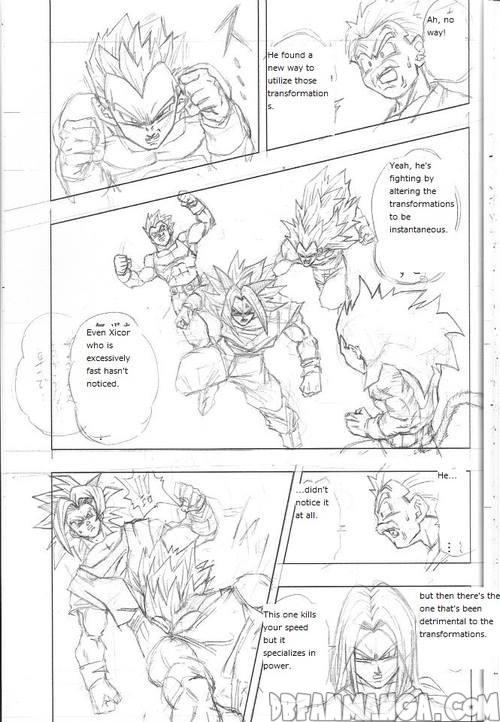 Ah, no
way!
He found a
new way to
utilize those
transformation
s.
Yeah, he's
fighting by
altering the
transformations
to be
instantaneous.
Even Xicor
who is
excessively
fast hasn't
noticed.
He...
...didn't
notice it
at all.
but then there's the
one that's been
detrimental to the
transformations.
This one kills
your speed
but it
specializes in
power.
DBFANMANGA.COM